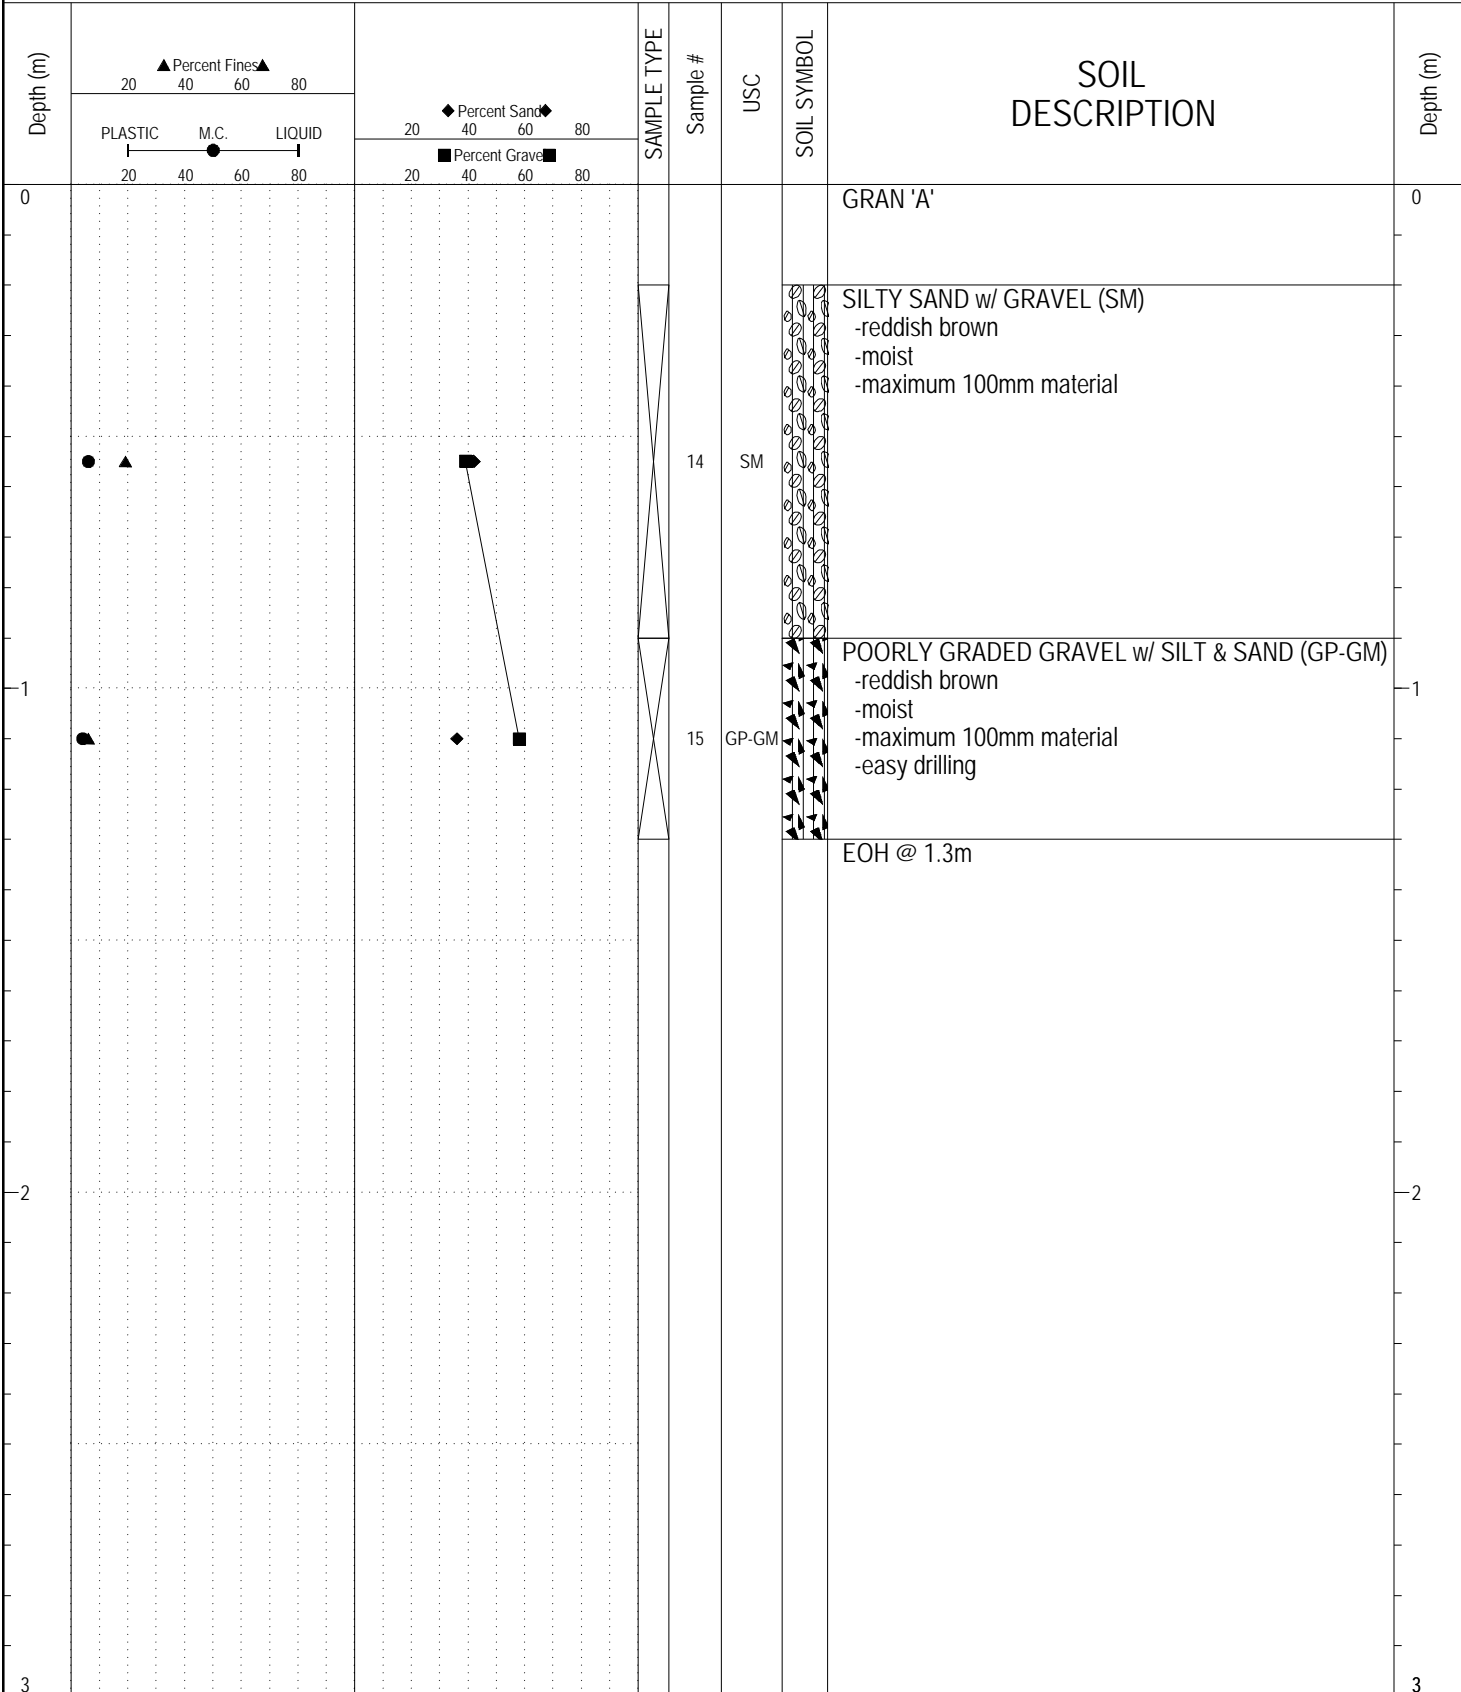 Depth (m)
▲ Percent Fines ▲
20 40 60 80
PLASTIC M.C. LIQUID
20 40 60 80
◆ Percent Sand ◆
20 40 60 80
■ Percent Grave ■
20 40 60 80
SAMPLE TYPE
Sample #
USC
SOIL SYMBOL
SOIL
DESCRIPTION
Depth (m)
0 GRAN 'A' 0
SILTY SAND w/ GRAVEL (SM)
-reddish brown
-moist
-maximum 100mm material
14 SM
POORLY GRADED GRAVEL w/ SILT & SAND (GP-GM)
-reddish brown
1 1
-moist
15 GP-GM -maximum 100mm material
-easy drilling
EOH @ 1.3m
2 2
3 3